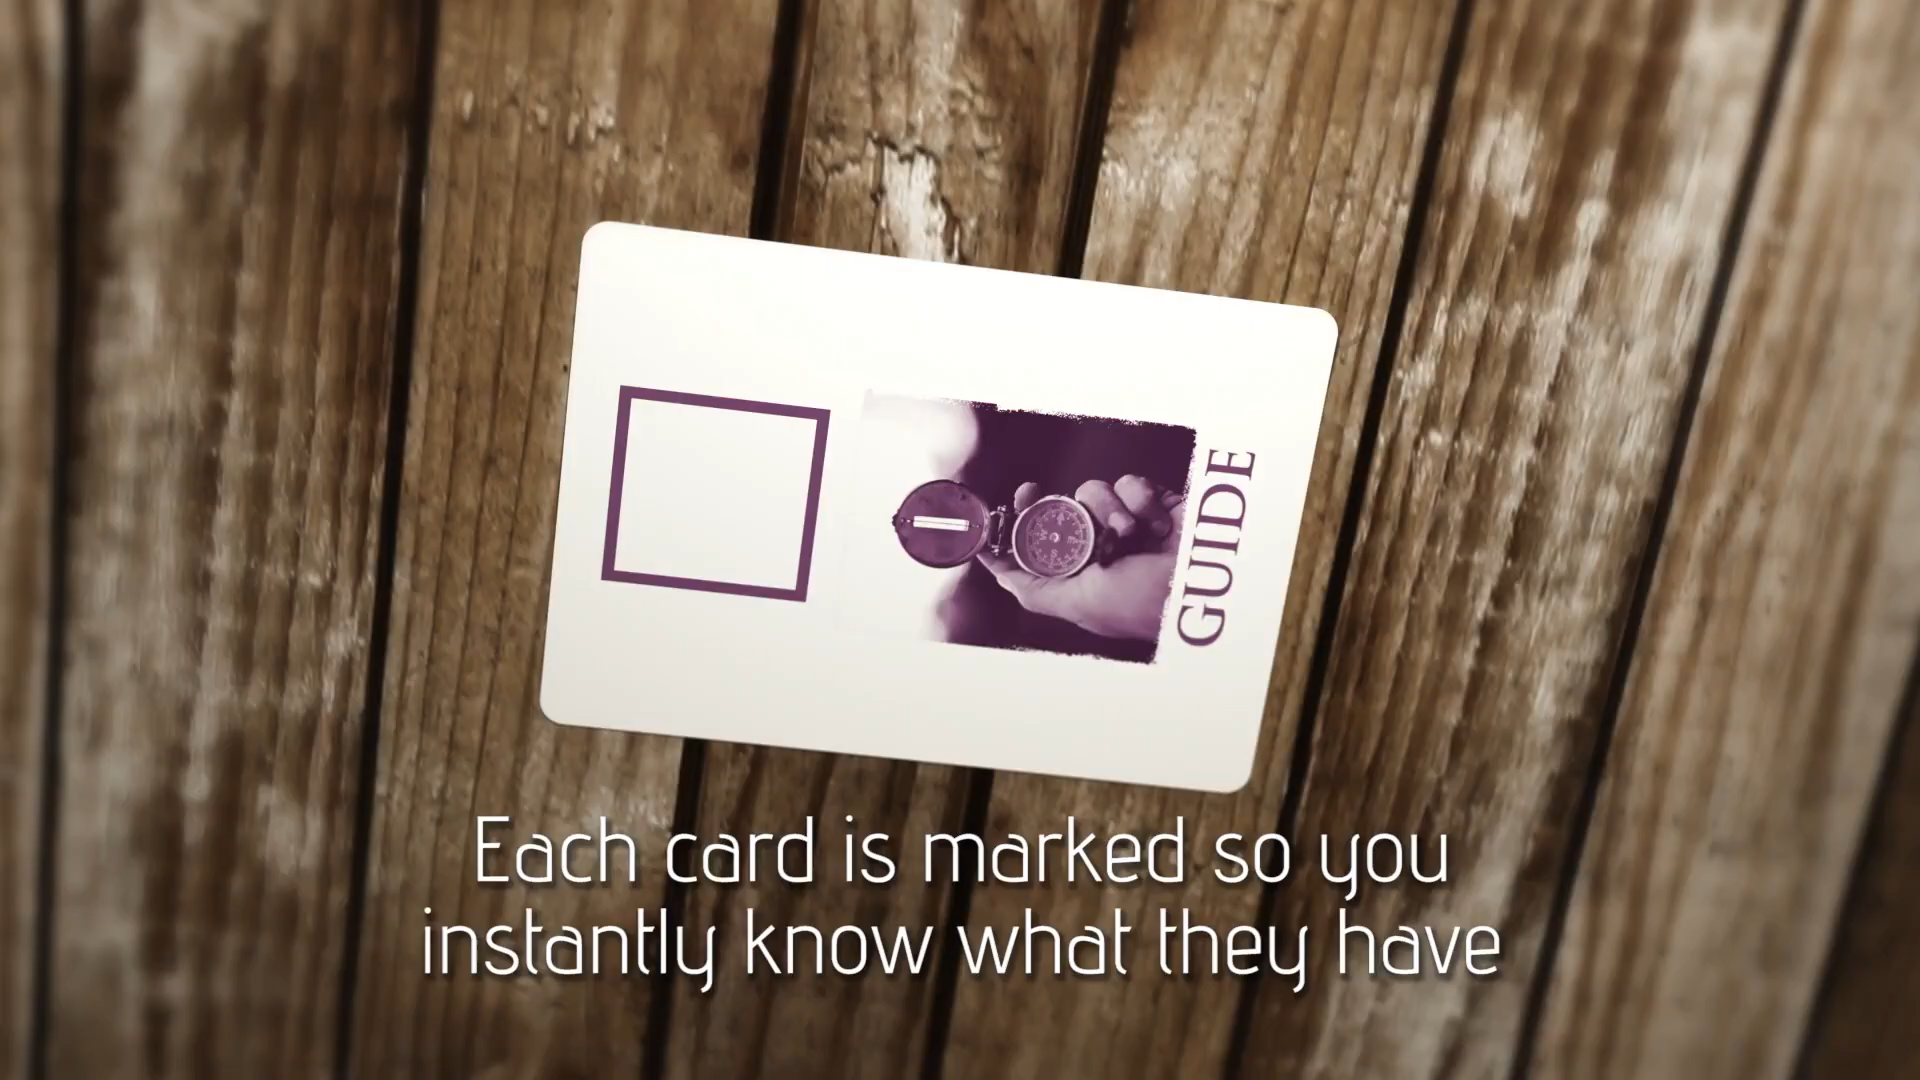 GUIDE
Each card is marked so you
instantly know what they have